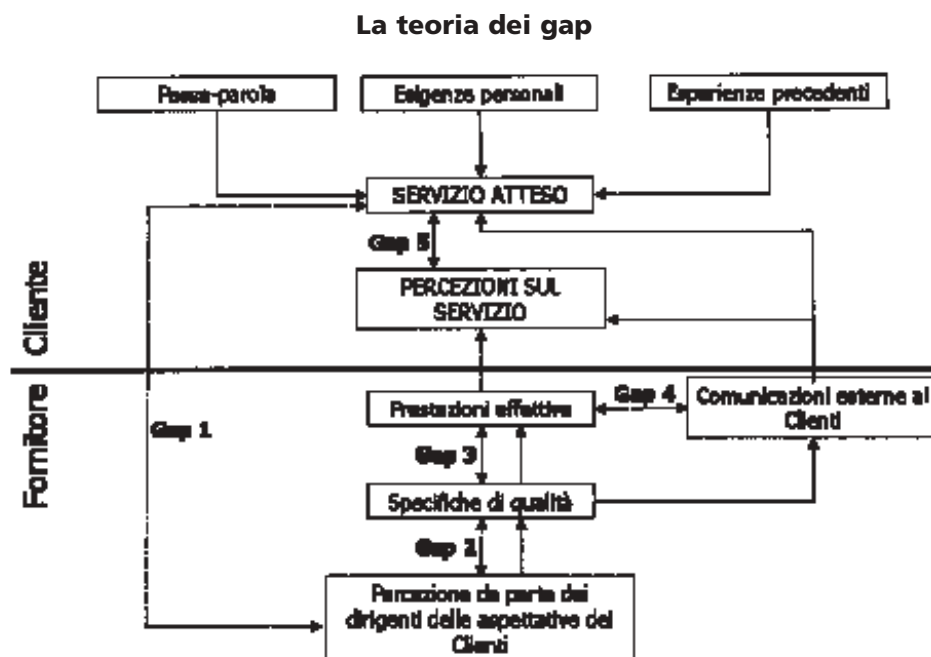 La teoria dei gap
Passa-parola
Esigenze personali
Esperienze precedenti
SERVIZIO ATTESO
Gap 5
PERCEZIONI SUL
SERVIZIO
Cliente
Fornitore
Gap 1
Prestazioni effettive
Gap 4
Comunicazioni esterne ai
Clienti
Gap 3
Specifiche di qualità
Gap 2
Percezione da parte dei
dirigenti delle aspettative dei
Clienti